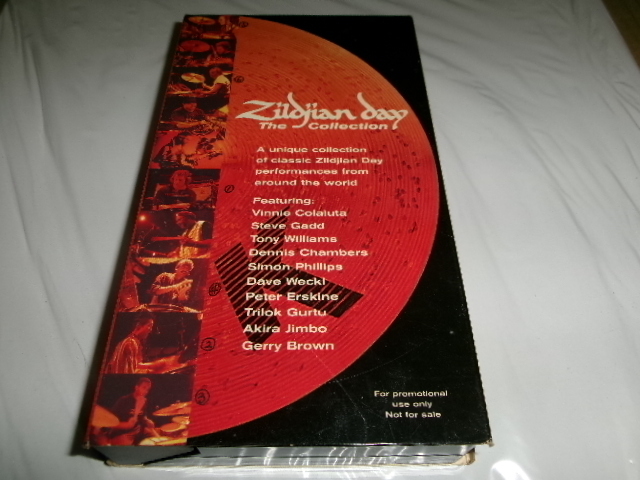 Zildjian day
The Collection
A unique collection
of classic Zildjian Day
performances from
around the world
Featuring:
Vinnie Colaiuta
Steve Gadd
Tony Williams
Dennis Chambers
Simon Phillips
Dave Weckl
Peter Erskine
Trilok Gurtu
Akira Jimbo
Gerry Brown
For promotional
use only
Not for sale